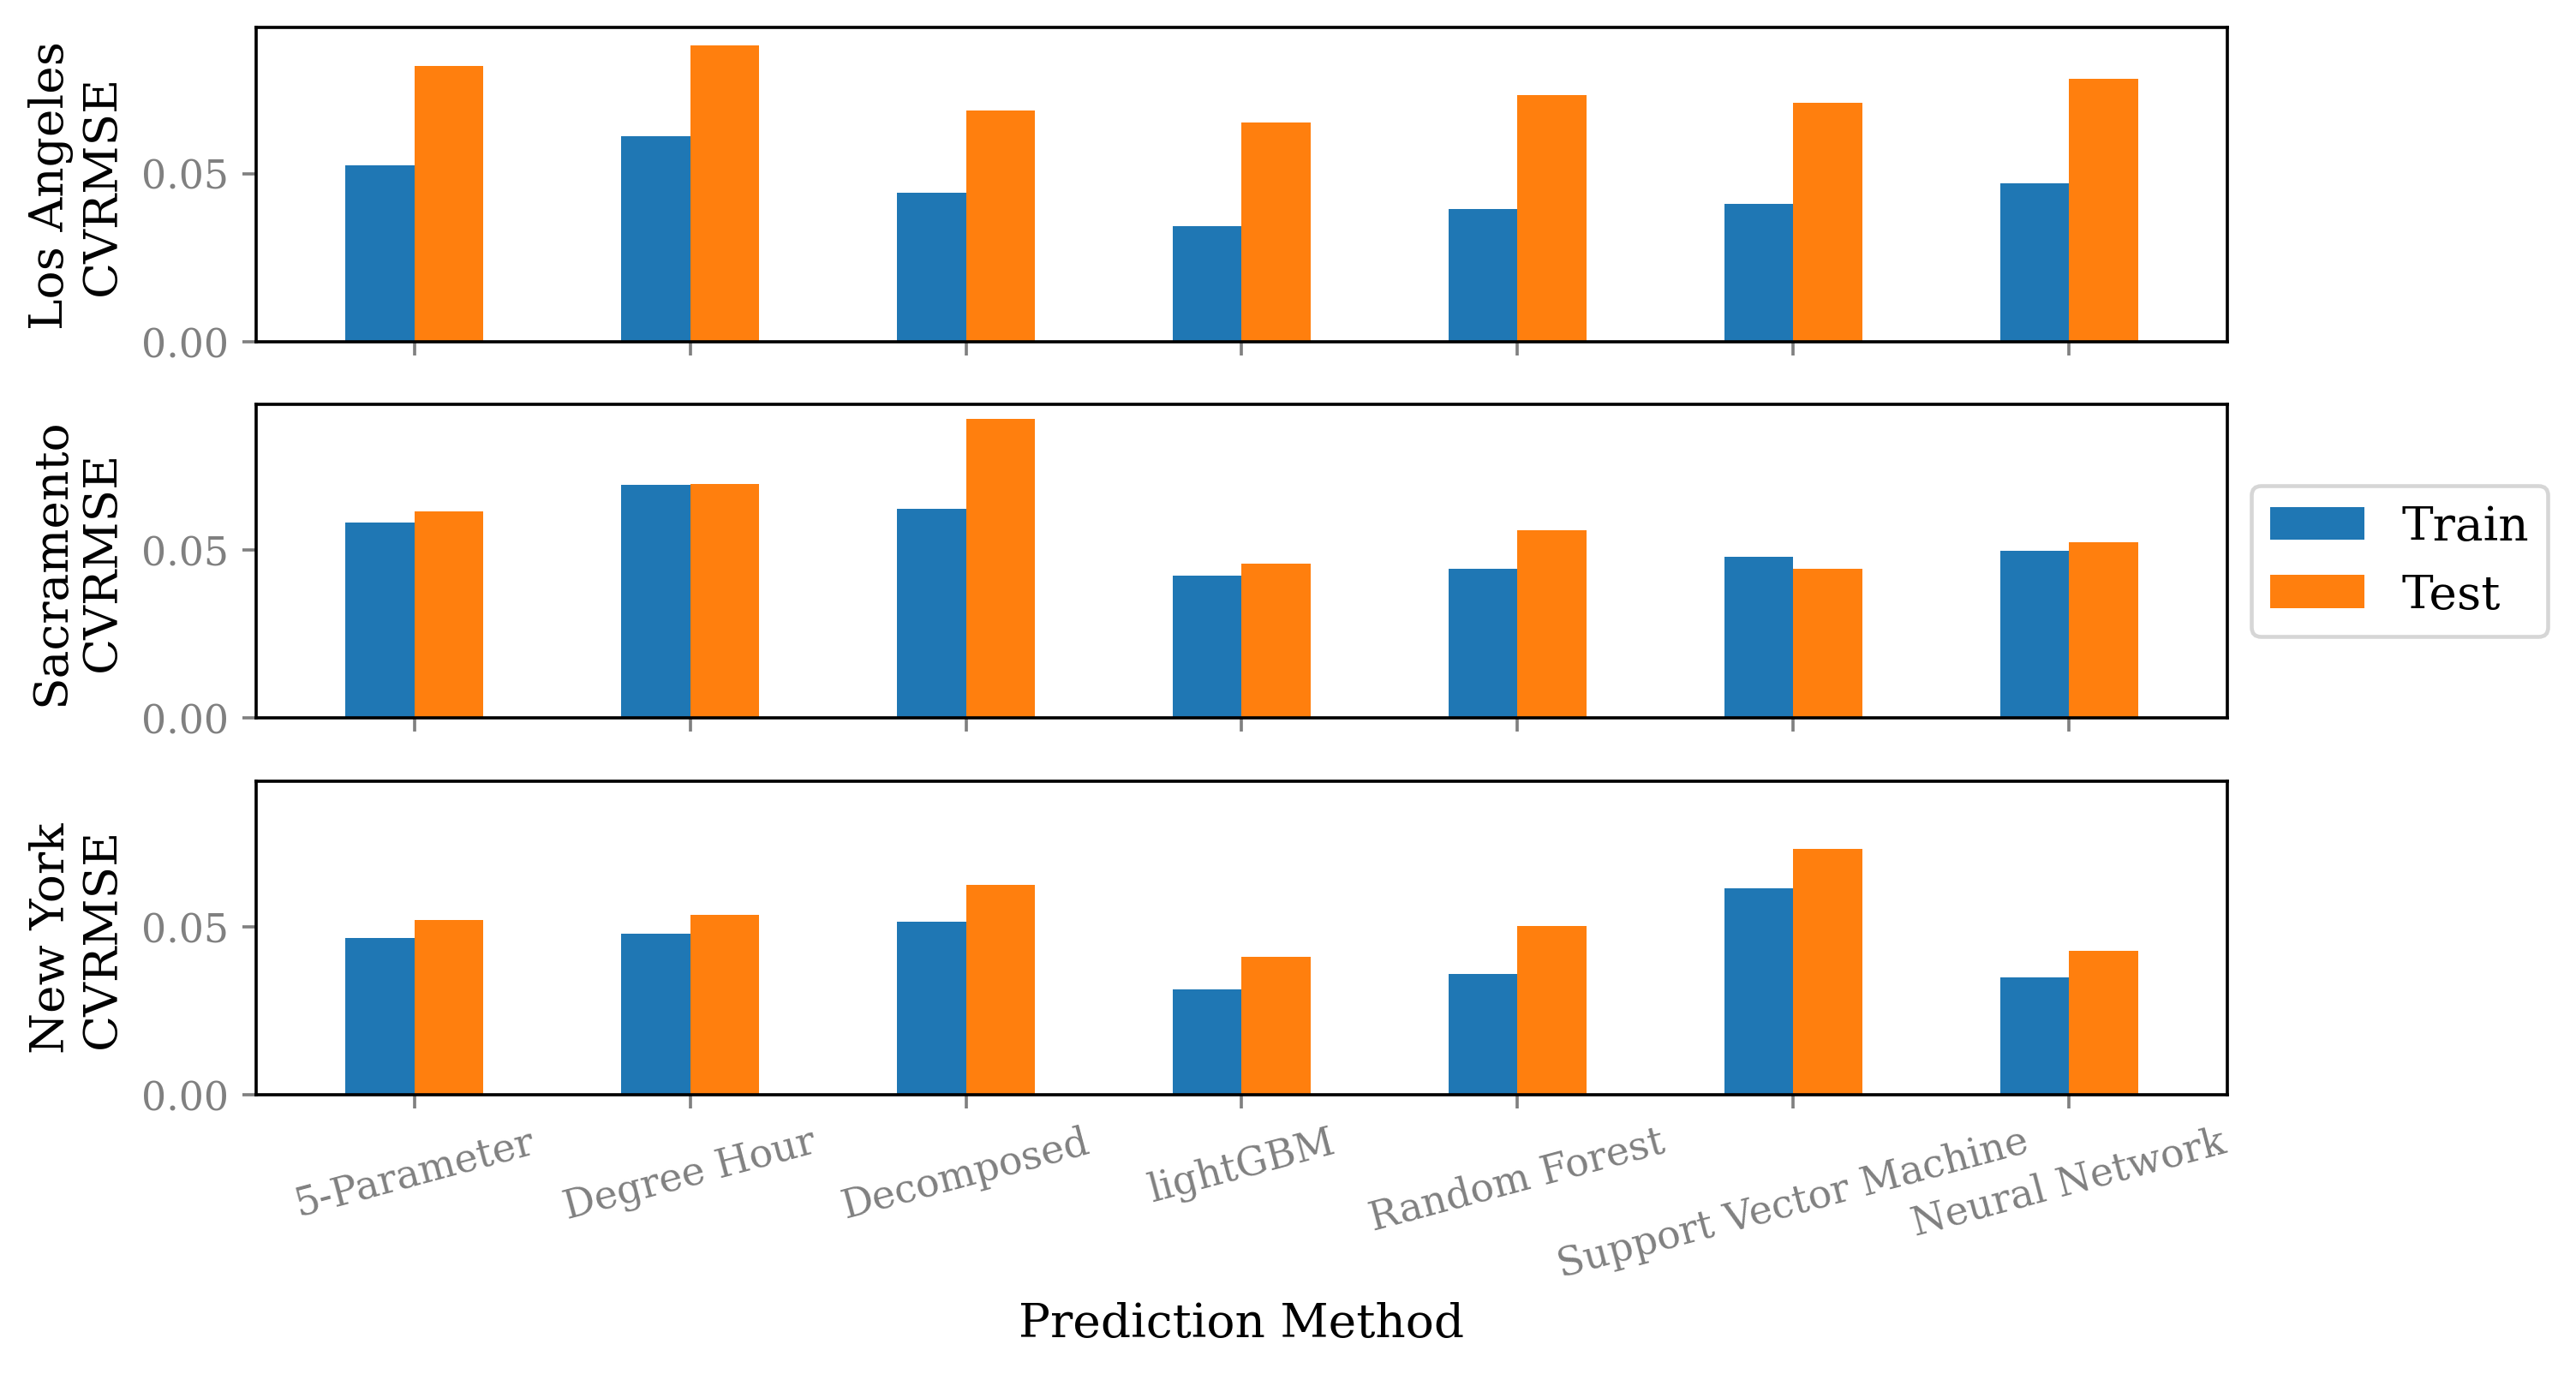 Los Angeles
CVRMSE
0.05
0.00
Sacramento
CVRMSE
0.05
0.00
Train
Test
New York
CVRMSE
0.05
0.00
5-Parameter
Degree Hour
Decomposed
lightGBM
Random Forest
Support Vector Machine
Neural Network
Prediction Method